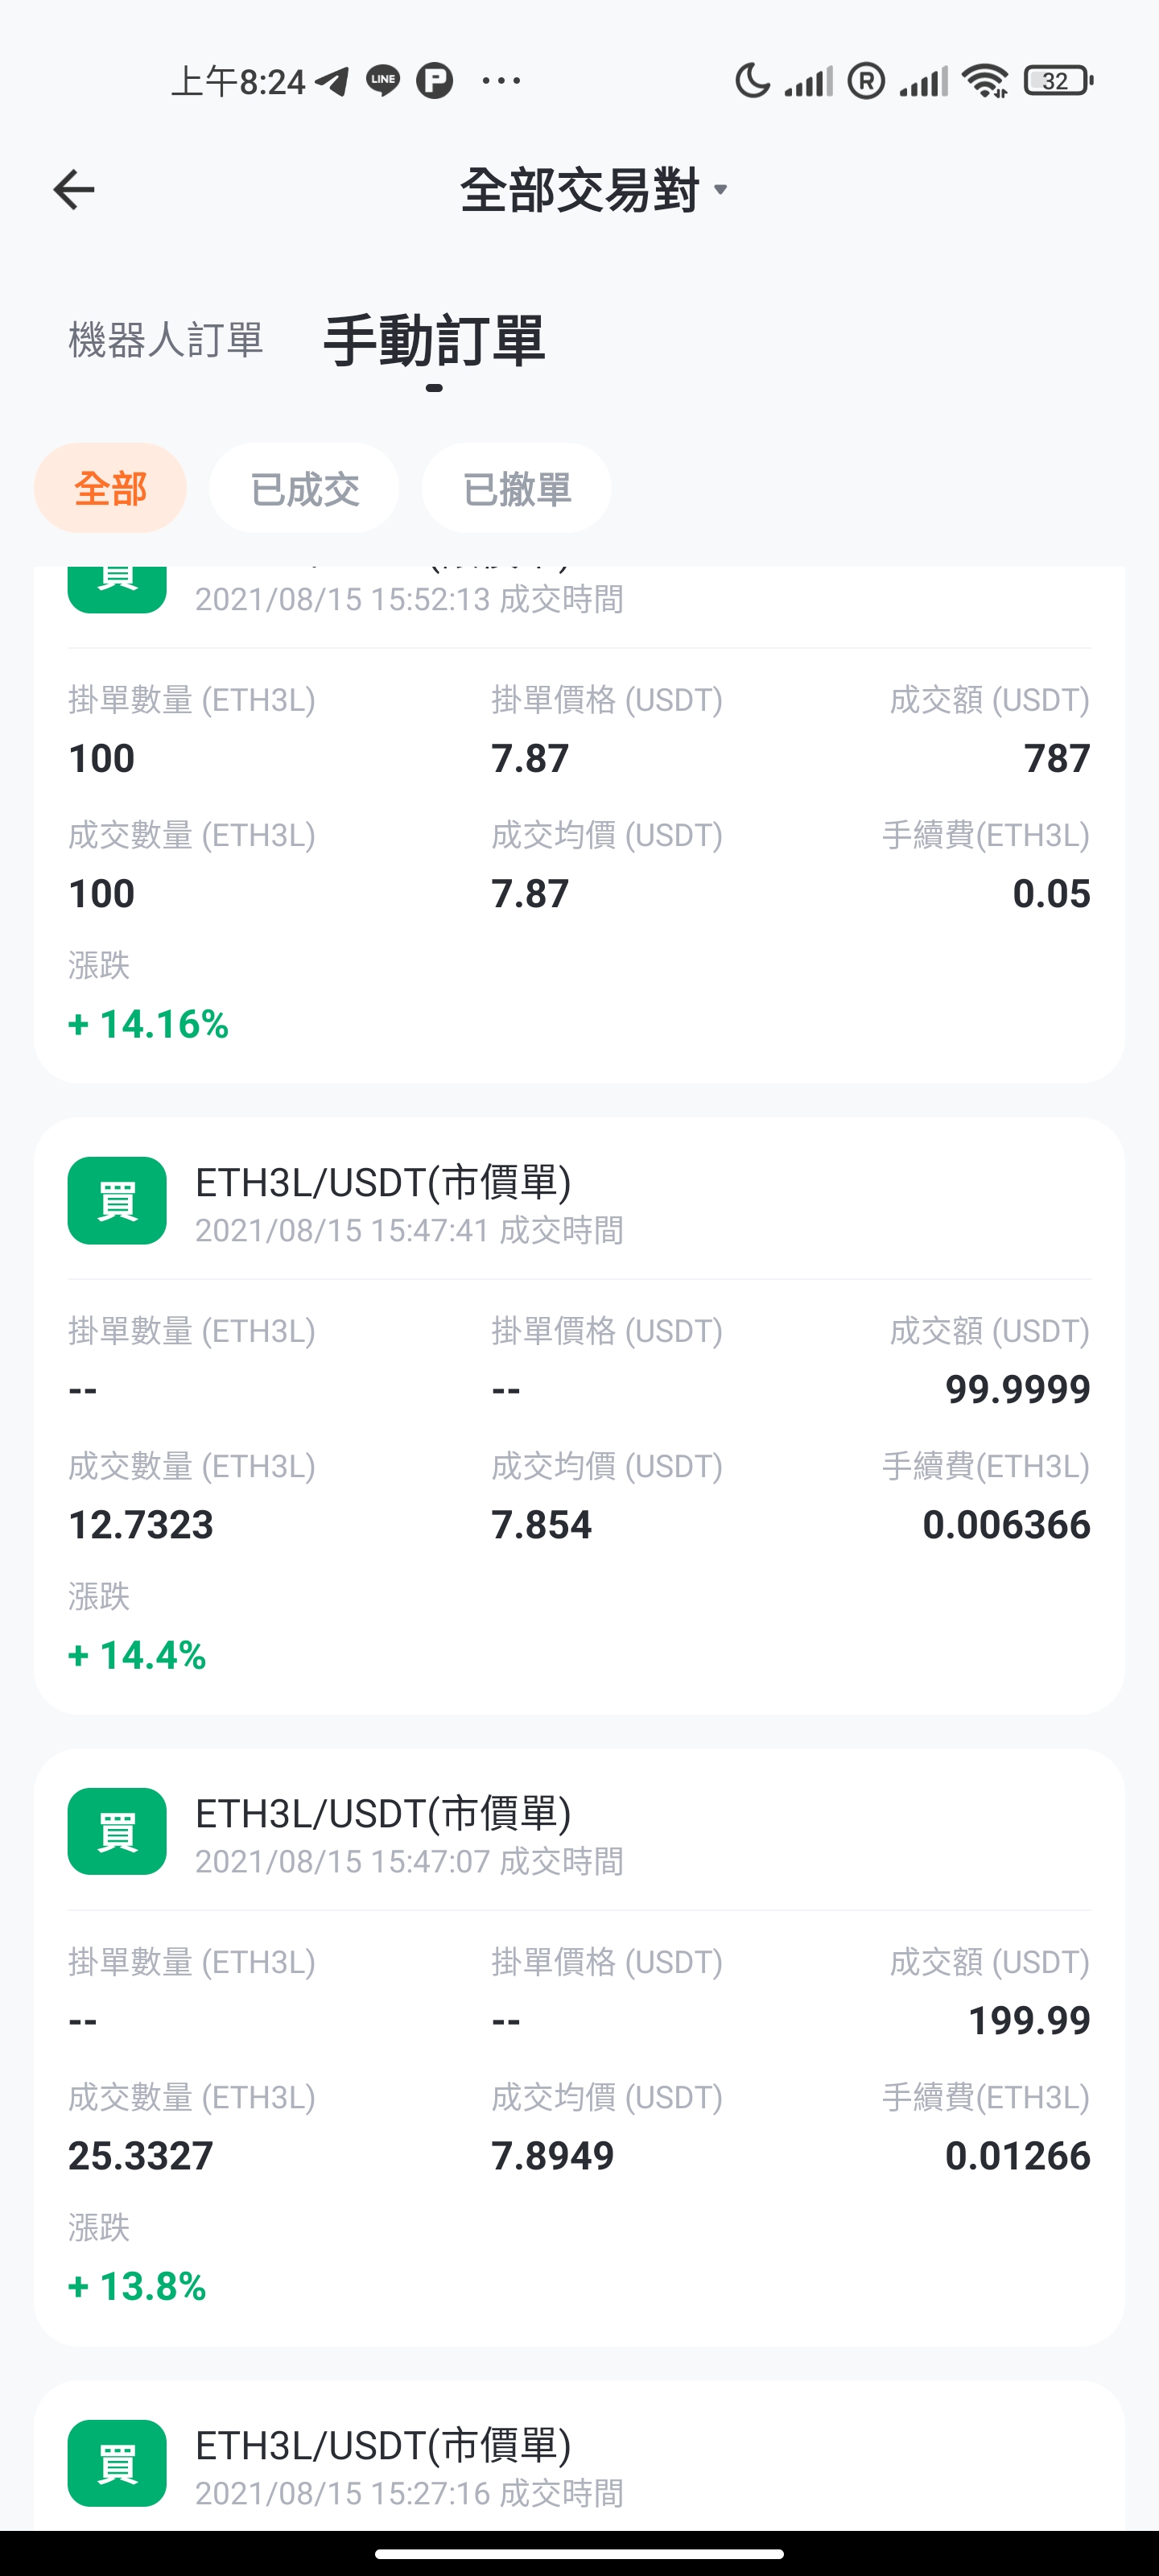 上午8:24 LINE P ... R 32
全部交易對
機器人訂單 手動訂單
全部 已成交 已撤單
買
2021/08/15 15:52:13 成交時間
掛單數量 (ETH3L) 掛單價格 (USDT) 成交額 (USDT)
100 7.87 787
成交數量 (ETH3L) 成交均價 (USDT) 手續費(ETH3L)
100 7.87 0.05
漲跌
+ 14.16%
買 ETH3L/USDT(市價單)
2021/08/15 15:47:41 成交時間
掛單數量 (ETH3L) 掛單價格 (USDT) 成交額 (USDT)
-- -- 99.9999
成交數量 (ETH3L) 成交均價 (USDT) 手續費(ETH3L)
12.7323 7.854 0.006366
漲跌
+ 14.4%
買 ETH3L/USDT(市價單)
2021/08/15 15:47:07 成交時間
掛單數量 (ETH3L) 掛單價格 (USDT) 成交額 (USDT)
-- -- 199.99
成交數量 (ETH3L) 成交均價 (USDT) 手續費(ETH3L)
25.3327 7.8949 0.01266
漲跌
+ 13.8%
買 ETH3L/USDT(市價單)
2021/08/15 15:27:16 成交時間